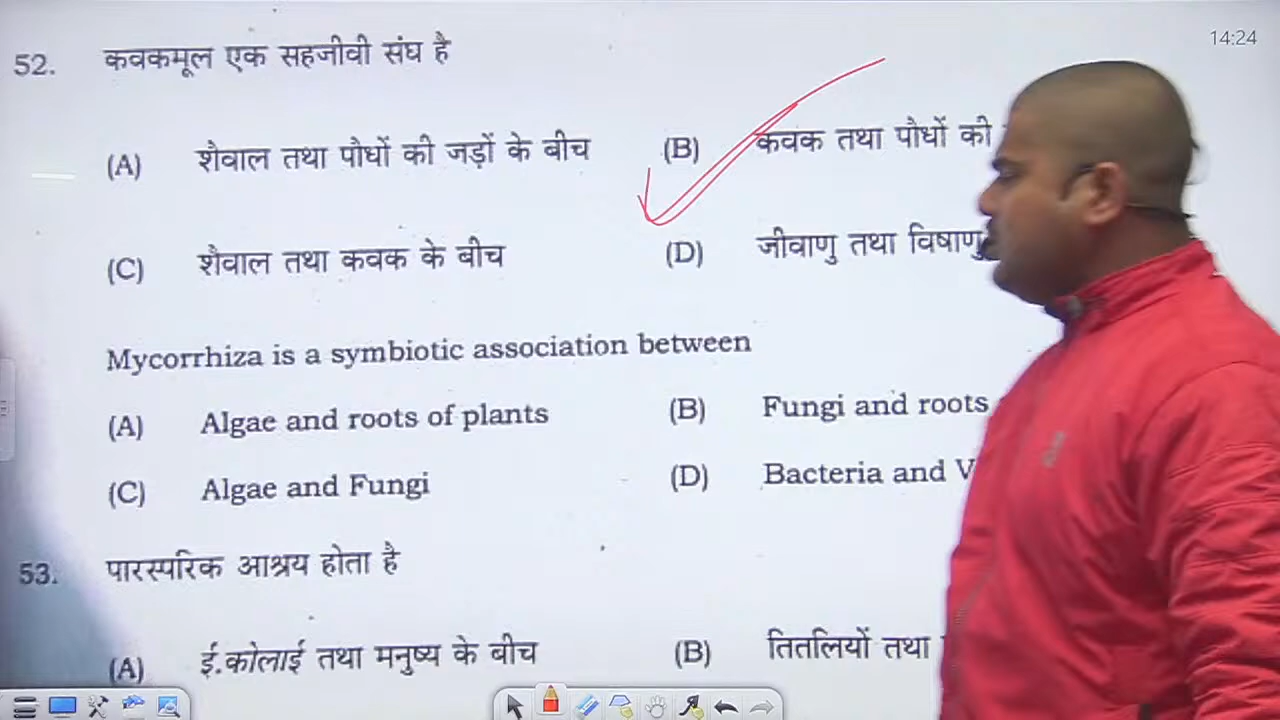 14:24
52. कवकमूल एक सहजीवी संघ है
(A) शैवाल तथा पौधों की जड़ों के बीच (B) कवक तथा पौधों की
(C) शैवाल तथा कवक के बीच (D) जीवाणु तथा विषाणु
Mycorrhiza is a symbiotic association between
(A) Algae and roots of plants (B) Fungi and roots
(C) Algae and Fungi (D) Bacteria and V
53. पारस्परिक आश्रय होता है
(A) ई.कोलाई तथा मनुष्य के बीच (B) तितलियों तथा